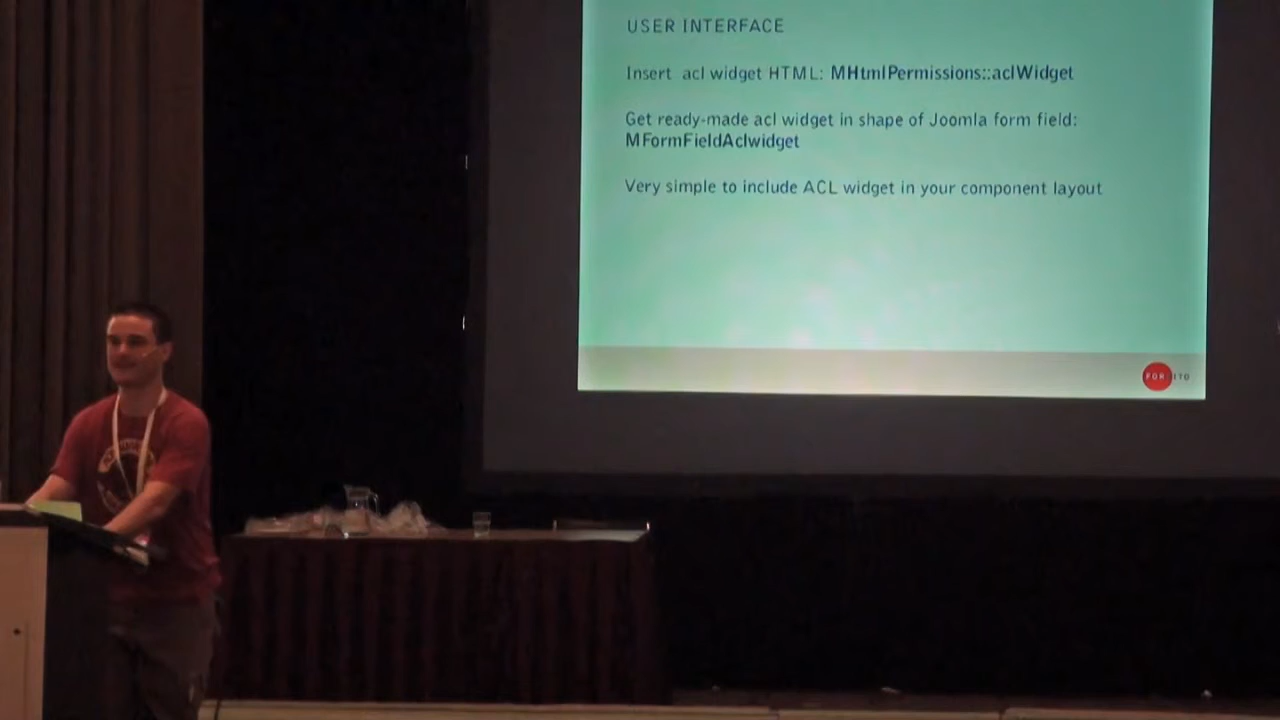 USER INTERFACE
Insert acl widget HTML: MHtmlPermissions::aclWidget
Get ready-made acl widget in shape of Joomla form field:
MFormFieldAclwidget
Very simple to include ACL widget in your component layout
FOR